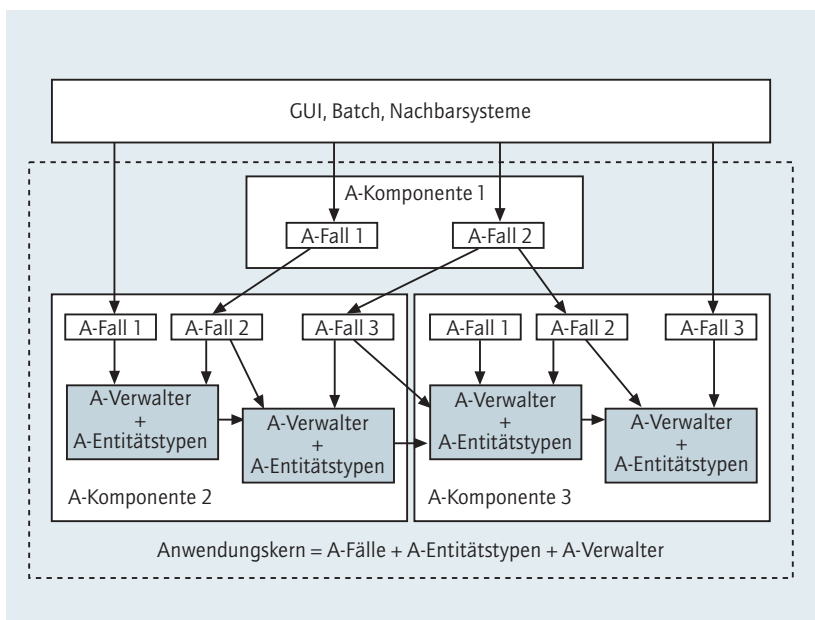 GUI, Batch, Nachbarsysteme
A-Komponente 1
A-Fall 1
A-Fall 2
A-Fall 1
A-Fall 2
A-Fall 3
A-Fall 1
A-Fall 2
A-Fall 3
A-Verwalter
+
A-Entitätstypen
A-Verwalter
+
A-Entitätstypen
A-Verwalter
+
A-Entitätstypen
A-Verwalter
+
A-Entitätstypen
A-Komponente 2
A-Komponente 3
Anwendungskern = A-Fälle + A-Entitätstypen + A-Verwalter